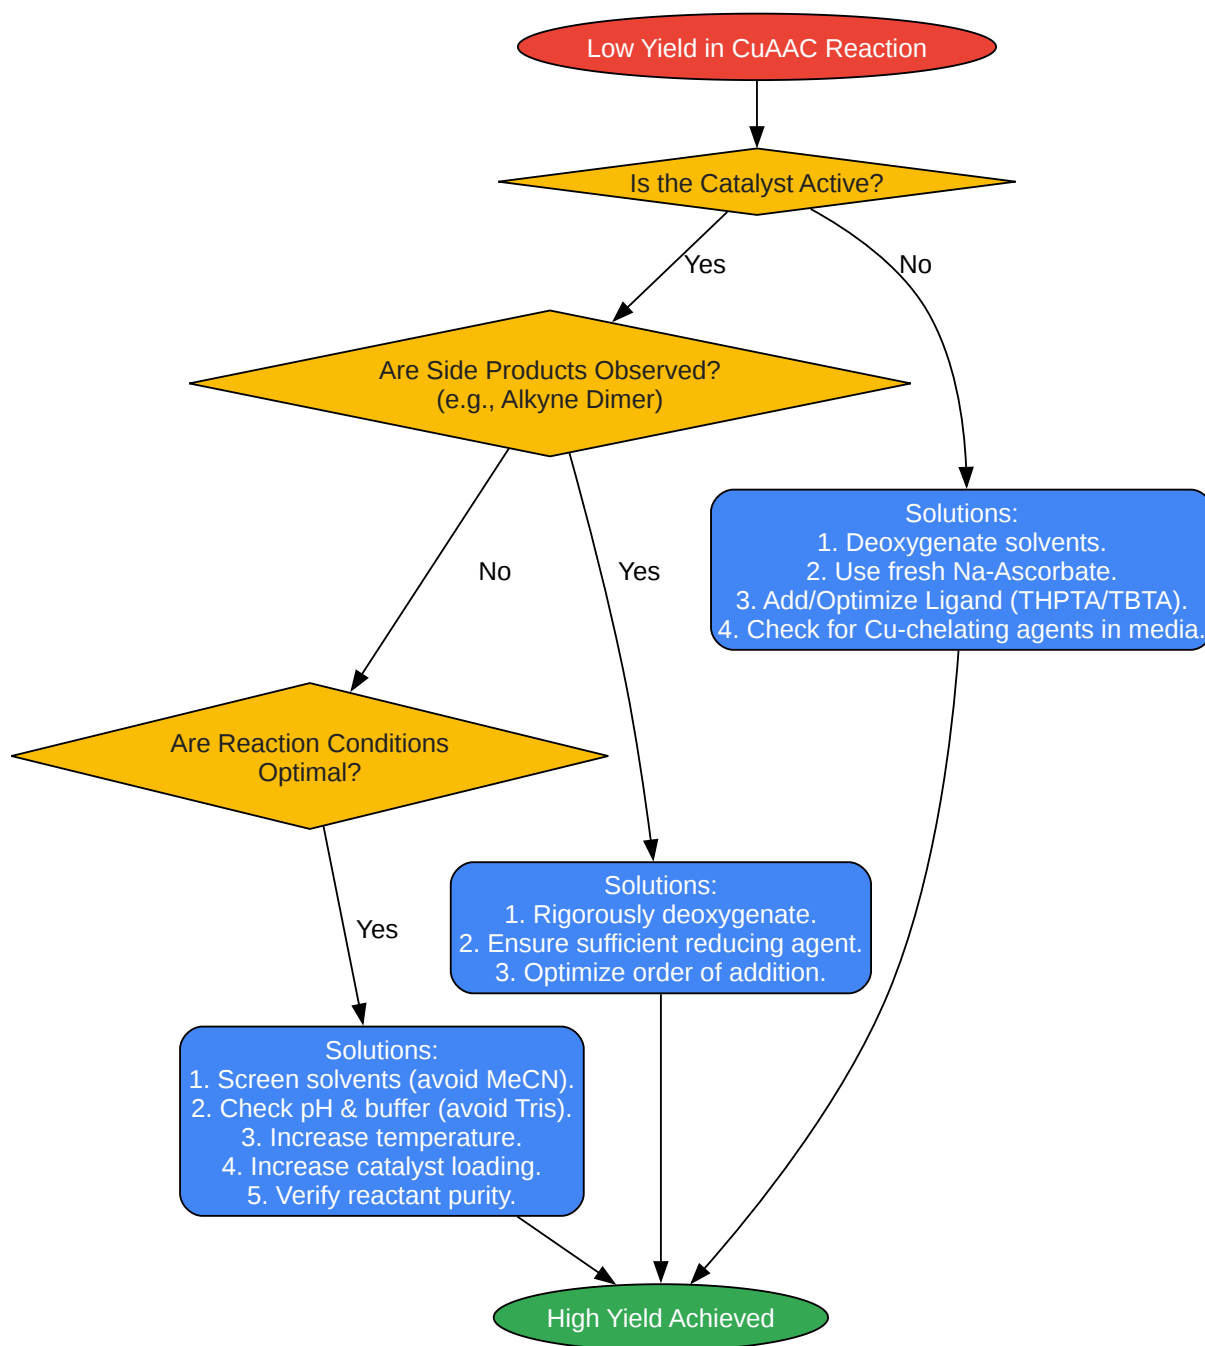 Low Yield in CuAAC Reaction
Is the Catalyst Active?
Yes
No
Are Side Products Observed?
(e.g., Alkyne Dimer)
Solutions:
1. Deoxygenate solvents.
2. Use fresh Na-Ascorbate.
3. Add/Optimize Ligand (THPTA/TBTA).
4. Check for Cu-chelating agents in media.
No
Yes
Are Reaction Conditions
Optimal?
Solutions:
1. Rigorously deoxygenate.
2. Ensure sufficient reducing agent.
3. Optimize order of addition.
Yes
Solutions:
1. Screen solvents (avoid MeCN).
2. Check pH & buffer (avoid Tris).
3. Increase temperature.
4. Increase catalyst loading.
5. Verify reactant purity.
High Yield Achieved